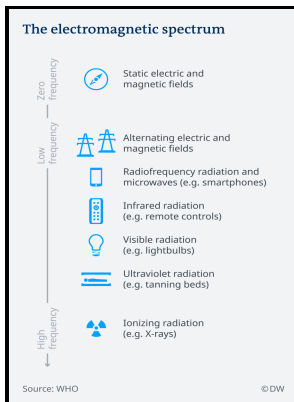 The electromagnetic spectrum
Zero
frequency
Static electric and
magnetic fields
Low
frequency
Alternating electric and
magnetic fields
Radiofrequency radiation and
microwaves (e.g. smartphones)
Infrared radiation
(e.g. remote controls)
Visible radiation
(e.g. lightbulbs)
Ultraviolet radiation
(e.g. tanning beds)
High
frequency
Ionizing radiation
(e.g. X-rays)
Source: WHO
©DW